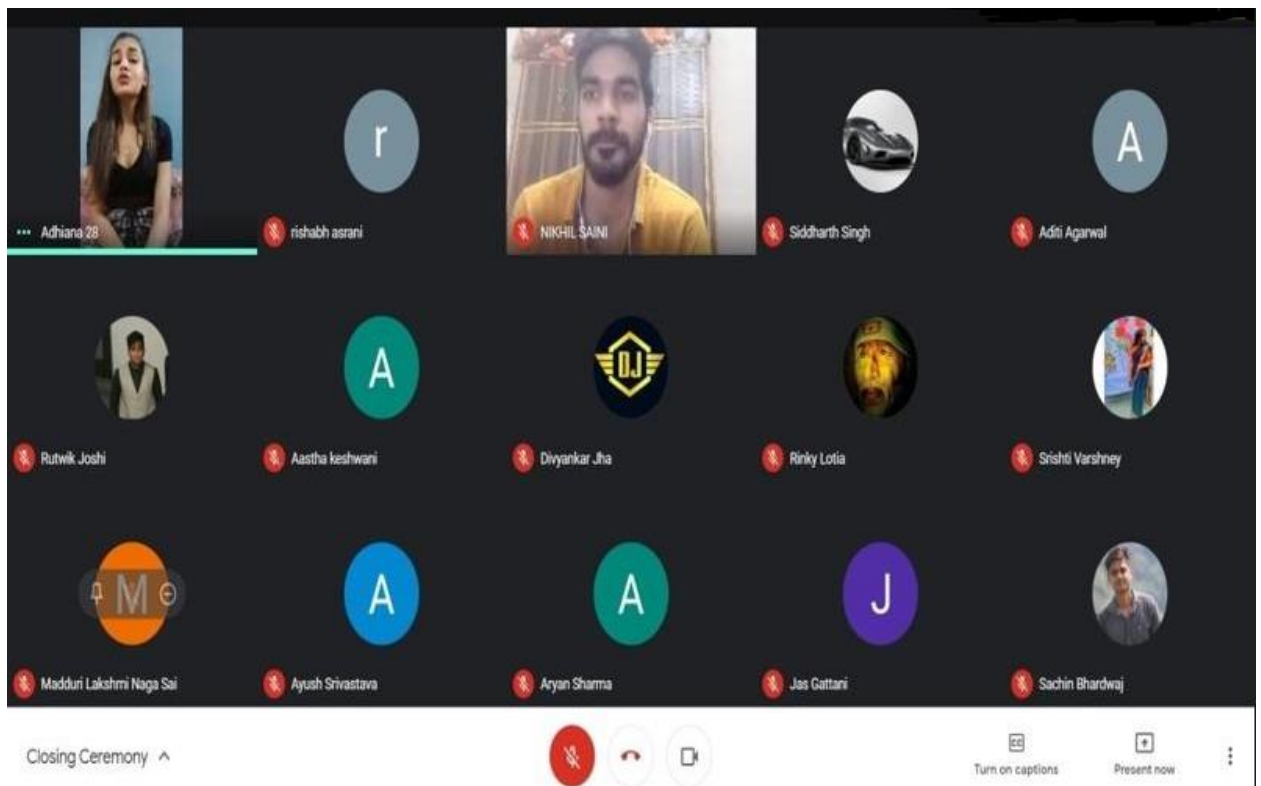 Adhiana 28
r
rishabh asrani
NIKHIL SAINI
Siddharth Singh
A
Aditi Agarwal
Rutwik Joshi
A
Aastha keshwani
DJ
Divyankar Jha
Rinky Lotia
Srishti Varshney
M
Madduri Lakshmi Naga Sai
A
Ayush Srivastava
A
Aryan Sharma
J
Jas Gattani
Sachin Bhardwaj
Closing Ceremony
CC
Turn on captions
Present now